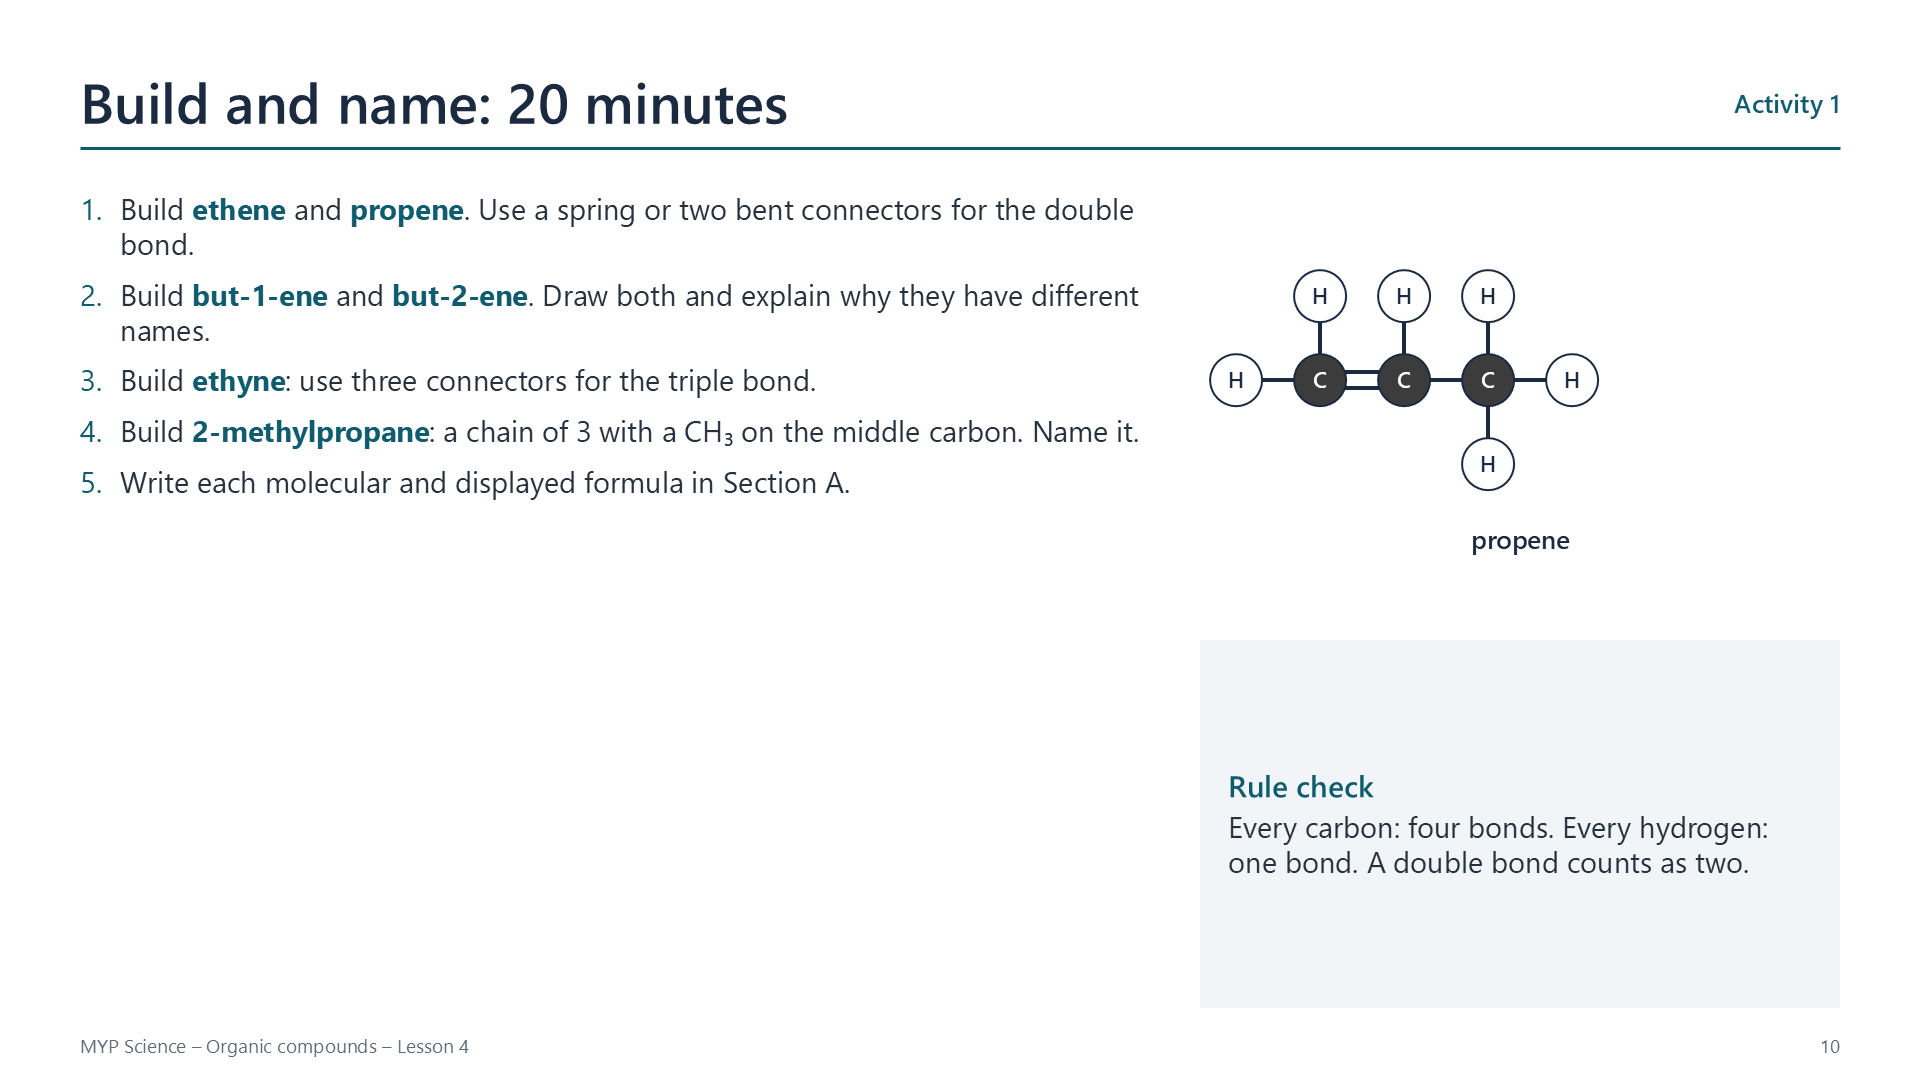 Build and name: 20 minutes
Activity 1
1. Build ethene and propene. Use a spring or two bent connectors for the double
bond.
2. Build but-1-ene and but-2-ene. Draw both and explain why they have different
names.
3. Build ethyne: use three connectors for the triple bond.
4. Build 2-methylpropane: a chain of 3 with a CH₃ on the middle carbon. Name it.
5. Write each molecular and displayed formula in Section A.
H H H
H C C C H
H
propene
Rule check
Every carbon: four bonds. Every hydrogen:
one bond. A double bond counts as two.
MYP Science – Organic compounds – Lesson 4
10